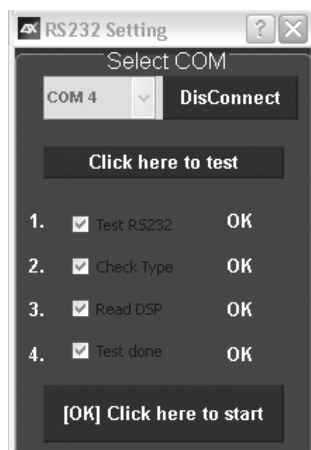 RS232 Setting
Select COM
COM 4 DisConnect
Click here to test
1. Test RS232 OK
2. Check Type OK
3. Read DSP OK
4. Test done OK
[OK] Click here to start